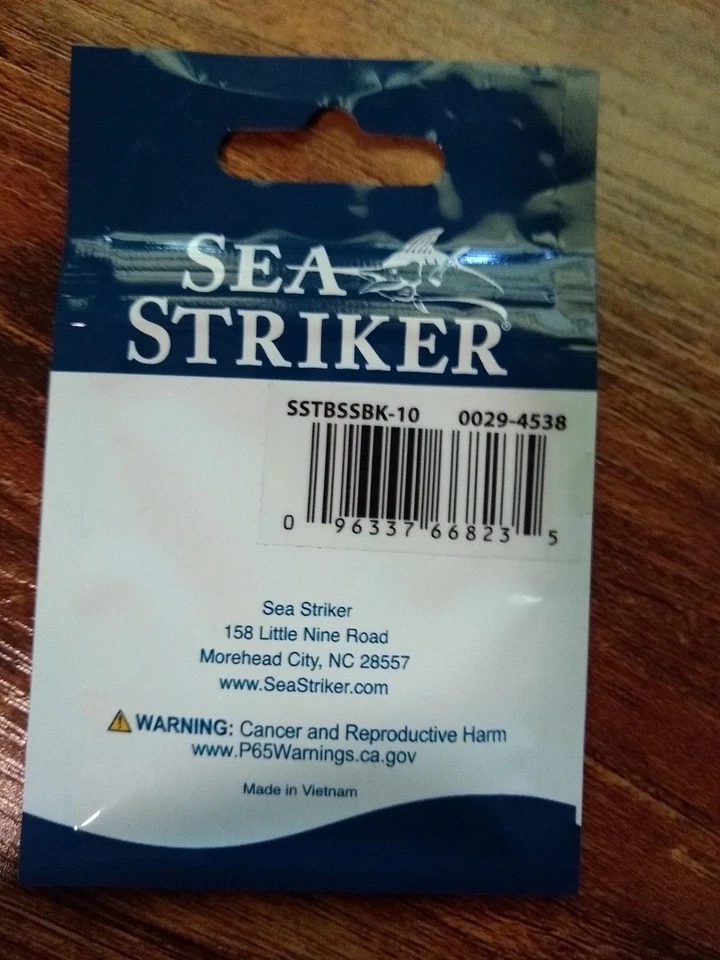 SEA
STRIKER®
SSTBSSBK-10 0029-4538
0 96337 66823 5
Sea Striker
158 Little Nine Road
Morehead City, NC 28557
www.SeaStriker.com
WARNING: Cancer and Reproductive Harm
www.P65Warnings.ca.gov
Made in Vietnam